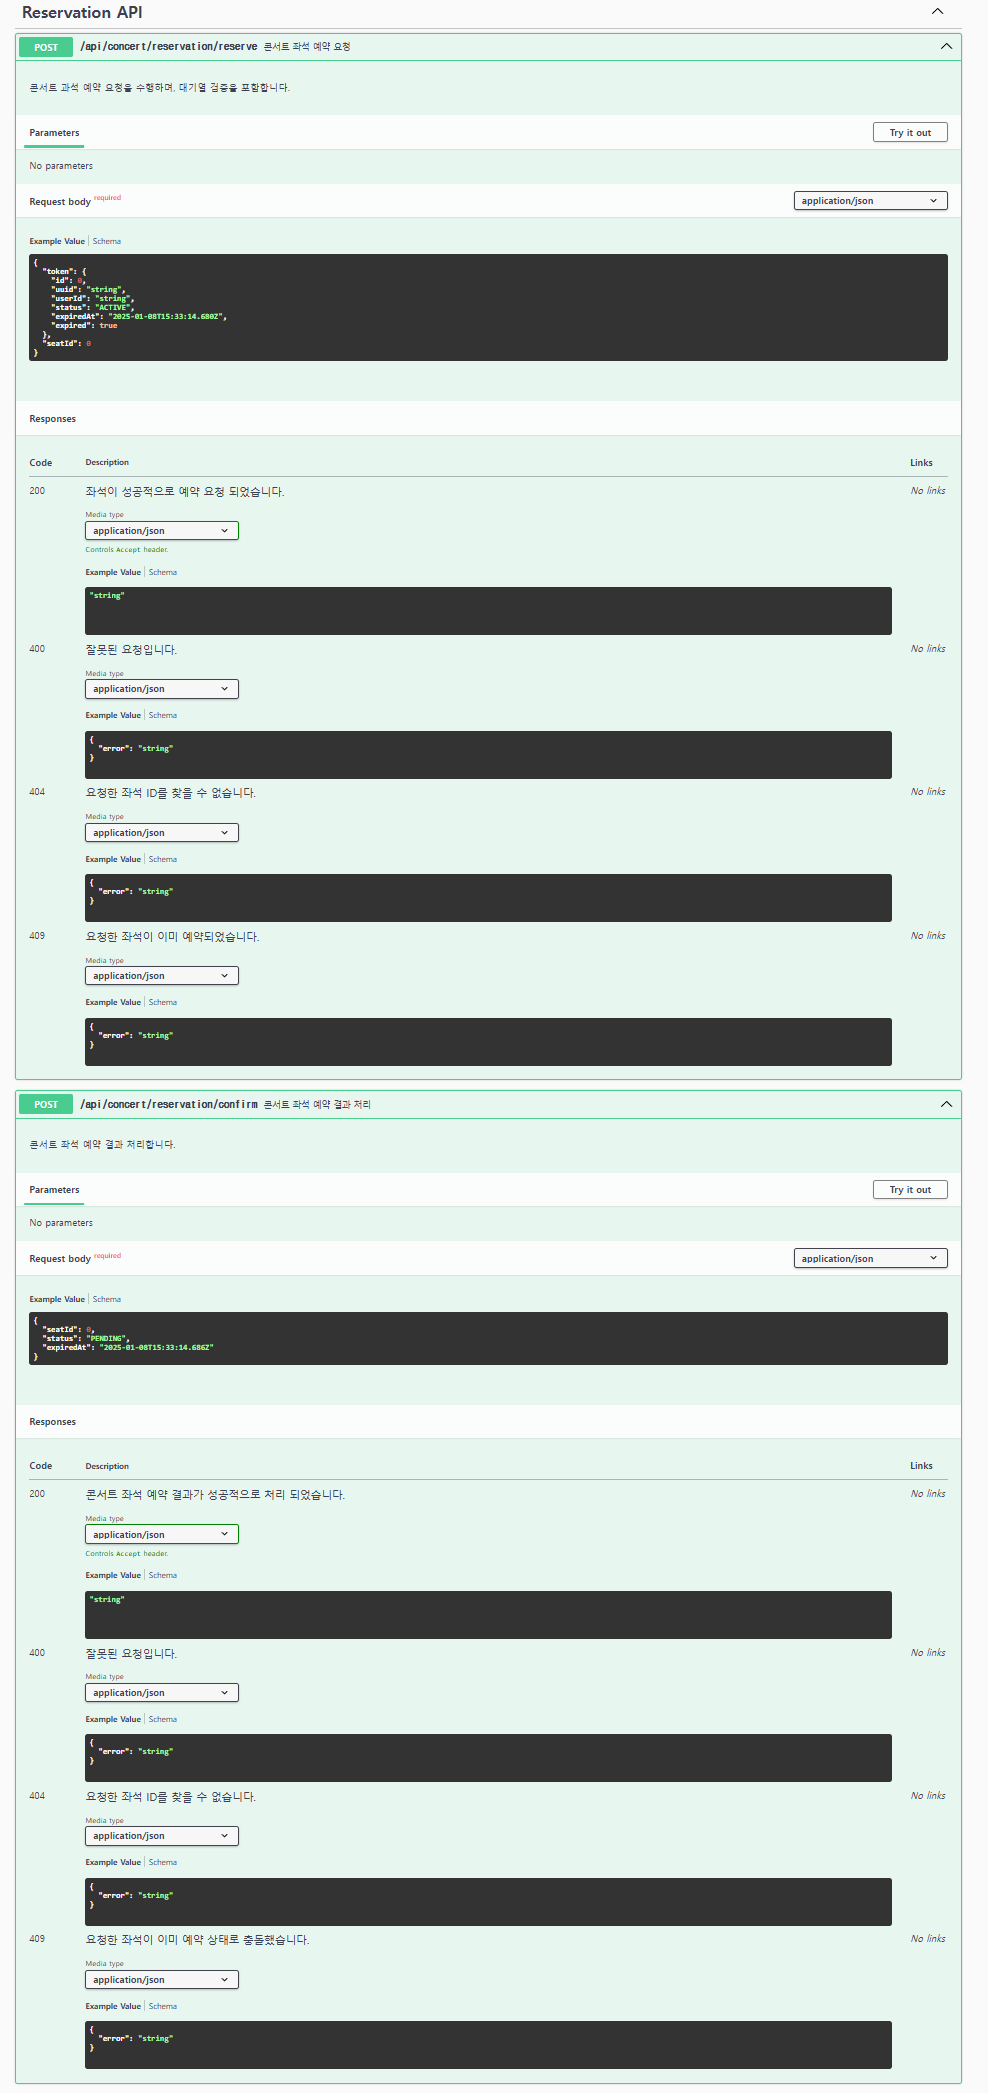 Reservation API
POST /api/concert/reservation/reserve 콘서트 좌석 예약 요청
콘서트 좌석 예약 요청을 수행하며, 대기열 검증을 포함합니다.
Parameters Try it out
No parameters
Request body required application/json
Example Value Schema
{
"token": {
"id": 0,
"uuid": "string",
"userId": "string",
"status": "ACTIVE",
"expiredAt": "2025-01-08T15:33:14.680Z",
"expired": true
},
"seatId": 0
}
Responses
Code Description Links
200 좌석이 성공적으로 예약 요청 되었습니다. No links
Media type
application/json
Controls Accept header.
Example Value Schema
"string"
400 잘못된 요청입니다. No links
Media type
application/json
Example Value Schema
{
"error": "string"
}
404 요청한 좌석 ID를 찾을 수 없습니다. No links
Media type
application/json
Example Value Schema
{
"error": "string"
}
409 요청한 좌석이 이미 예약되었습니다. No links
Media type
application/json
Example Value Schema
{
"error": "string"
}
POST /api/concert/reservation/confirm 콘서트 좌석 예약 결과 처리
콘서트 좌석 예약 결과 처리합니다.
Parameters Try it out
No parameters
Request body required application/json
Example Value Schema
{
"seatId": 0,
"status": "PENDING",
"expiredAt": "2025-01-08T15:33:14.686Z"
}
Responses
Code Description Links
200 콘서트 좌석 예약 결과가 성공적으로 처리 되었습니다. No links
Media type
application/json
Controls Accept header.
Example Value Schema
"string"
400 잘못된 요청입니다. No links
Media type
application/json
Example Value Schema
{
"error": "string"
}
404 요청한 좌석 ID를 찾을 수 없습니다. No links
Media type
application/json
Example Value Schema
{
"error": "string"
}
409 요청한 좌석이 이미 예약 상태로 충돌했습니다. No links
Media type
application/json
Example Value Schema
{
"error": "string"
}